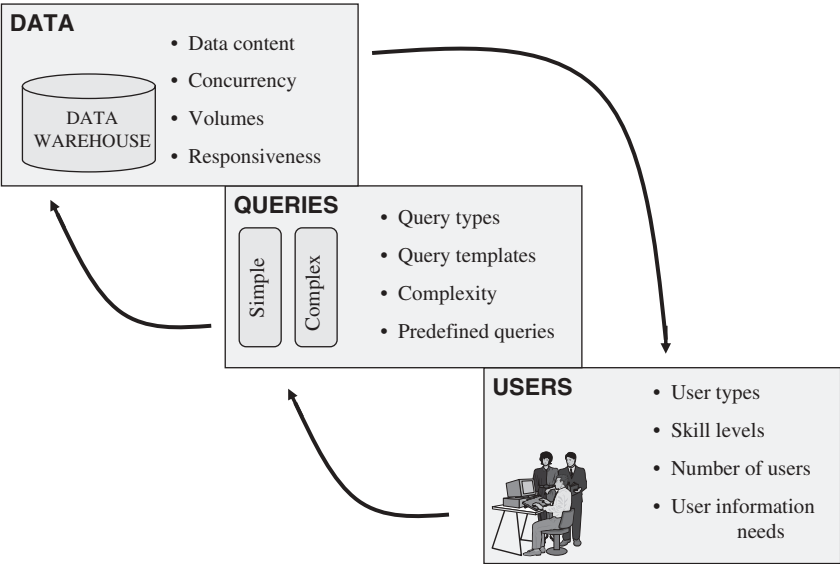 DATA
DATA
WAREHOUSE
• Data content
• Concurrency
• Volumes
• Responsiveness
QUERIES
Simple
Complex
• Query types
• Query templates
• Complexity
• Predefined queries
USERS
• User types
• Skill levels
• Number of users
• User information
needs